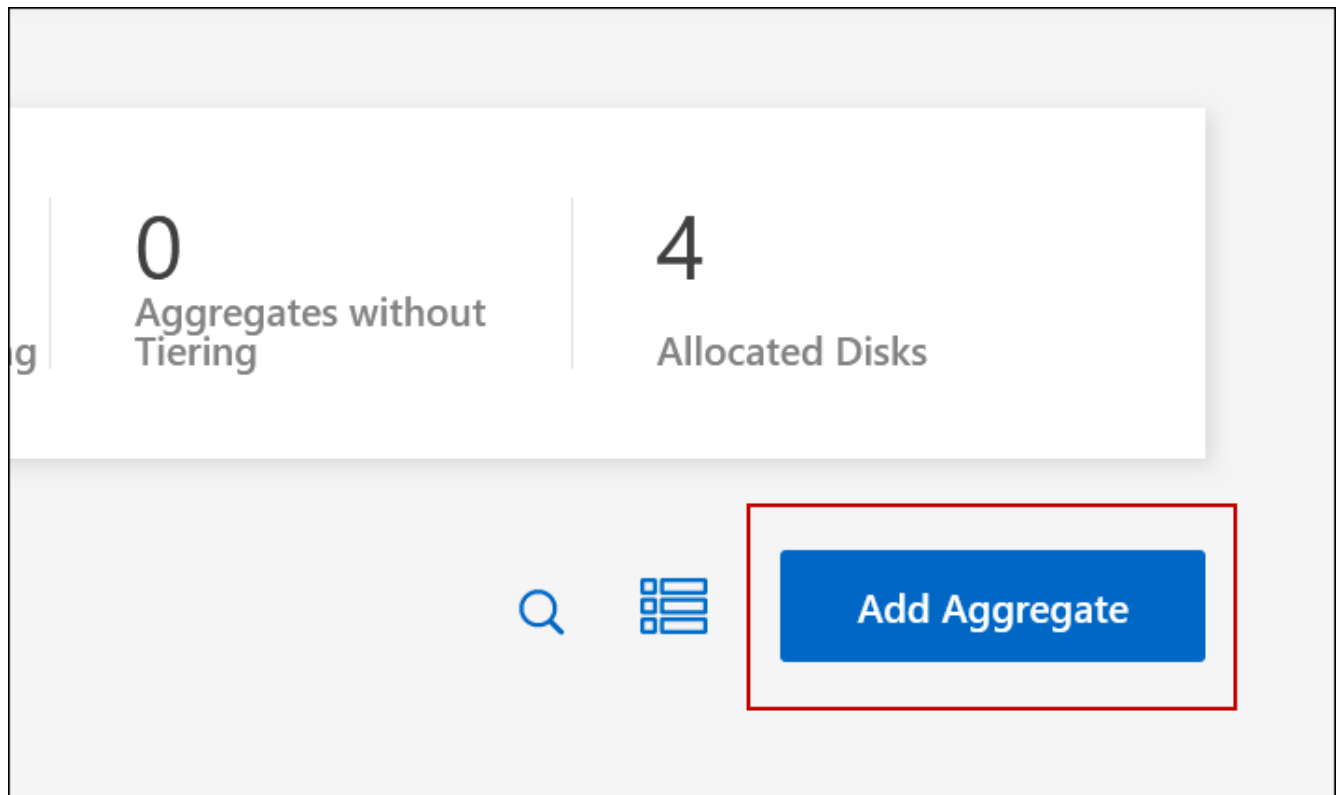 0
Aggregates without
Tiering
4
Allocated Disks
Add Aggregate